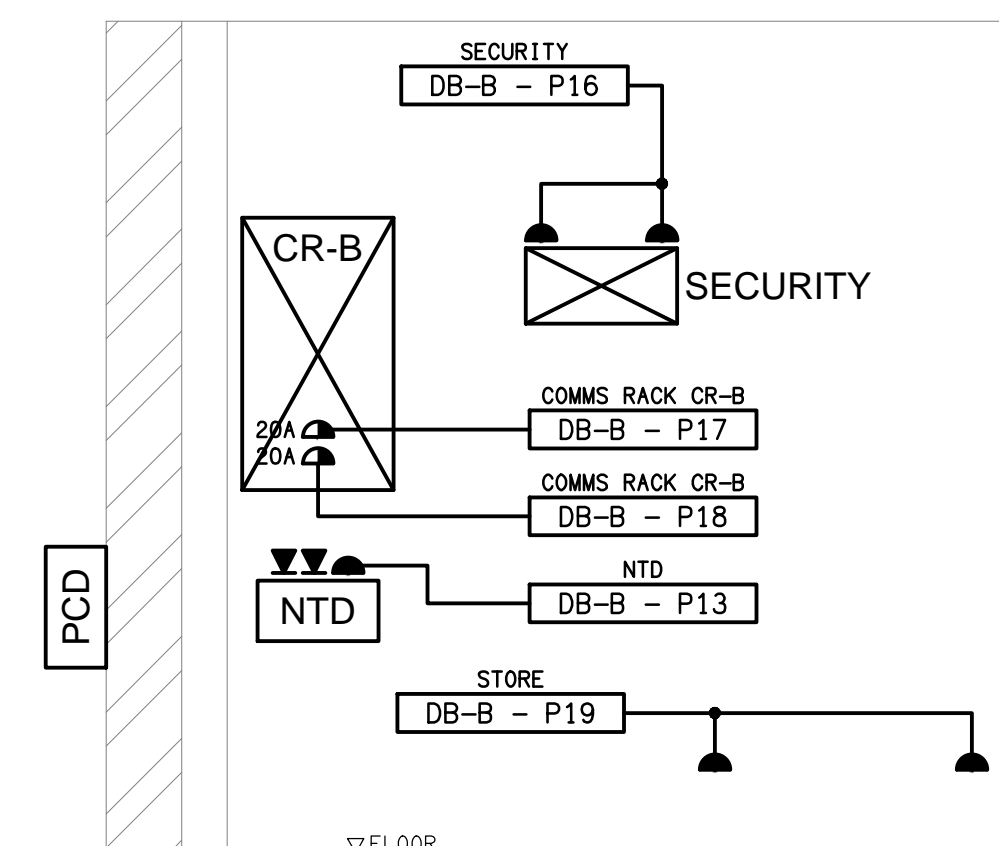 SECURITY
DB-B - P16
CR-B
SECURITY
COMMS RACK CR-B
20A
DB-B - P17
20A
COMMS RACK CR-B
DB-B - P18
NTD
PCD
NTD
DB-B - P13
STORE
DB-B - P19
FLOOR